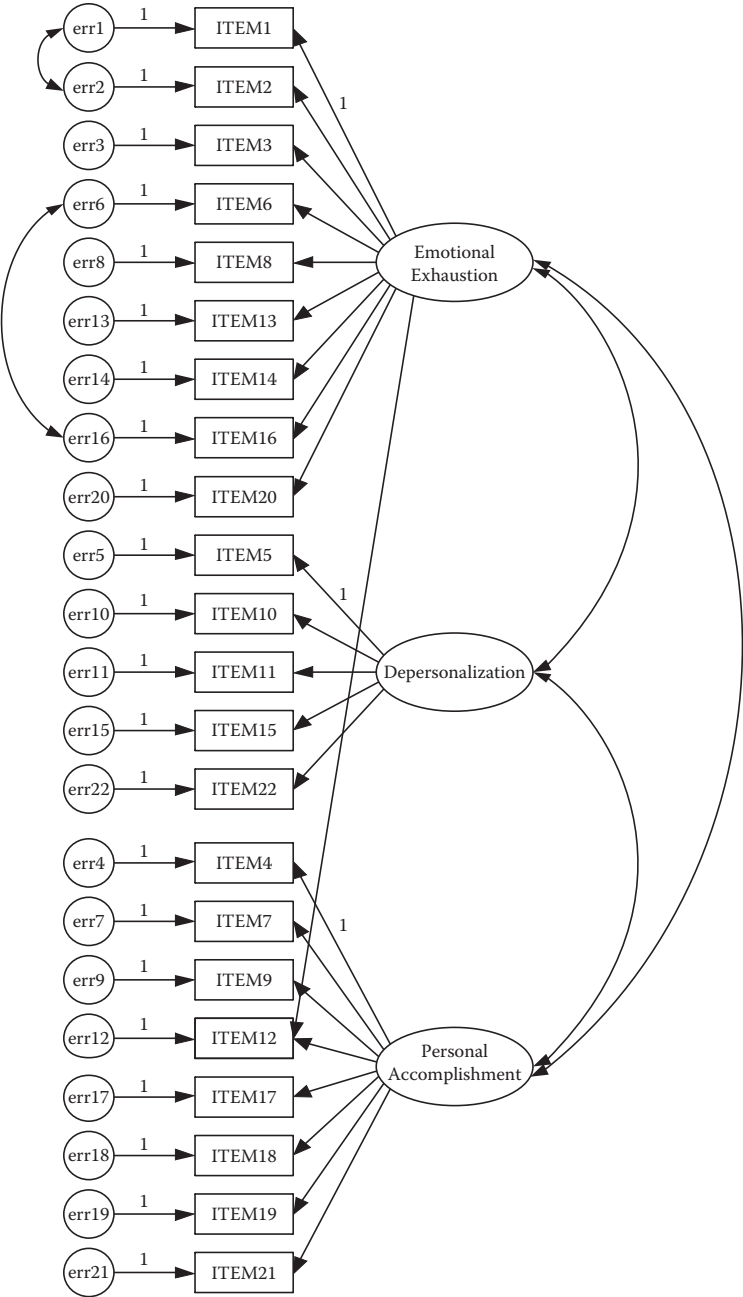 err1 1 ITEM1
err2 1 ITEM2
1
err3 1 ITEM3
err6 1 ITEM6
err8 1 ITEM8
Emotional
Exhaustion
err13 1 ITEM13
err14 1 ITEM14
err16 1 ITEM16
err20 1 ITEM20
err5 1 ITEM5
1
err10 1 ITEM10
err11 1 ITEM11
Depersonalization
err15 1 ITEM15
err22 1 ITEM22
err4 1 ITEM4
err7 1 ITEM7
1
err9 1 ITEM9
err12 1 ITEM12
Personal
Accomplishment
err17 1 ITEM17
err18 1 ITEM18
err19 1 ITEM19
err21 1 ITEM21